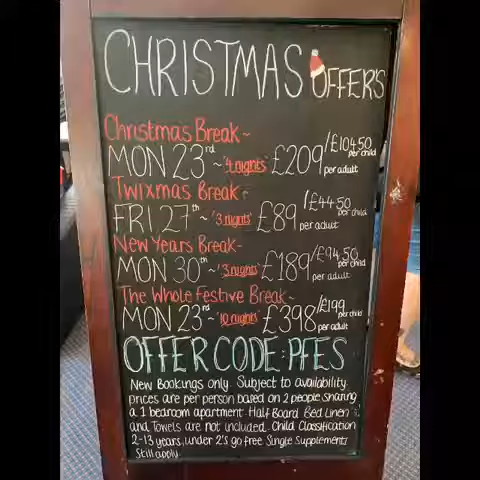 CHRISTMAS OFFER'S
Christmas Break~
MON 23rd ~ '4 nights' £209 per adult /£104.50 per child
Twixmas Break~
FRI 27th ~ '3 nights' £89 per adult /£44.50 per child
New Years Break~
MON 30th ~ '3 nights' £189 per adult /£94.50 per child
The Whole Festive Break~
MON 23rd ~ '10 nights' £398 per adult /£199 per child
OFFER CODE: PFES
New Bookings only. Subject to availability.
prices are per person based on 2 people sharing
a 1 bedroom apartment Half Board Bed Linen
and Towels are not included. Child Classification
2-13 years, under 2's go free Single Supplements
Still apply.